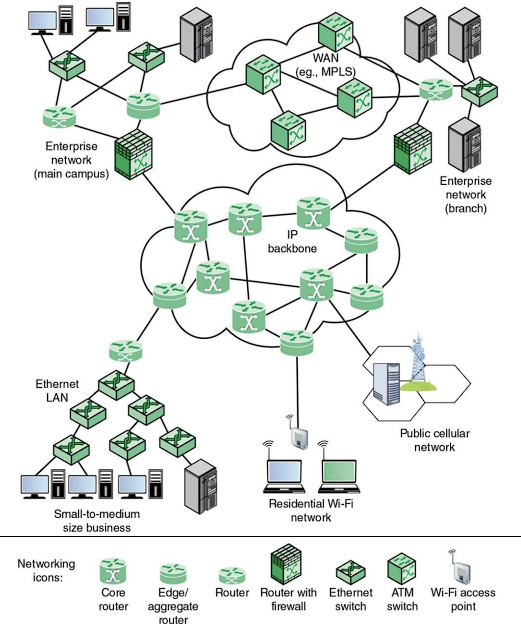 WAN
(eg., MPLS)
Enterprise
network
(main campus)
Enterprise
network
(branch)
IP
backbone
Ethernet
LAN
Public cellular
network
Residential Wi-Fi
network
Small-to-medium
size business
Networking
icons:
Core
router
Edge/
aggregate
router
Router
Router with
firewall
Ethernet
switch
ATM
switch
Wi-Fi access
point